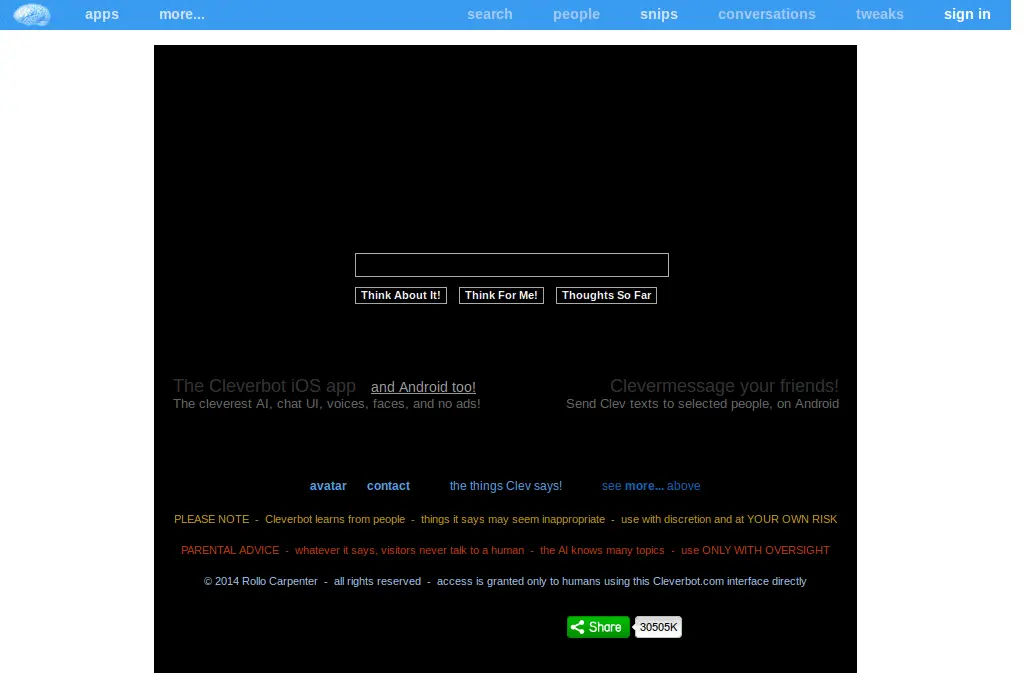 apps more... search people snips conversations tweaks sign in
Think About It! Think For Me! Thoughts So Far
The Cleverbot iOS app and Android too! Clevermessage your friends!
The cleverest AI, chat UI, voices, faces, and no ads! Send Clev texts to selected people, on Android
avatar contact the things Clev says! see more... above
PLEASE NOTE - Cleverbot learns from people - things it says may seem inappropriate - use with discretion and at YOUR OWN RISK
PARENTAL ADVICE - whatever it says, visitors never talk to a human - the AI knows many topics - use ONLY WITH OVERSIGHT
© 2014 Rollo Carpenter - all rights reserved - access is granted only to humans using this Cleverbot.com interface directly
Share 30505K